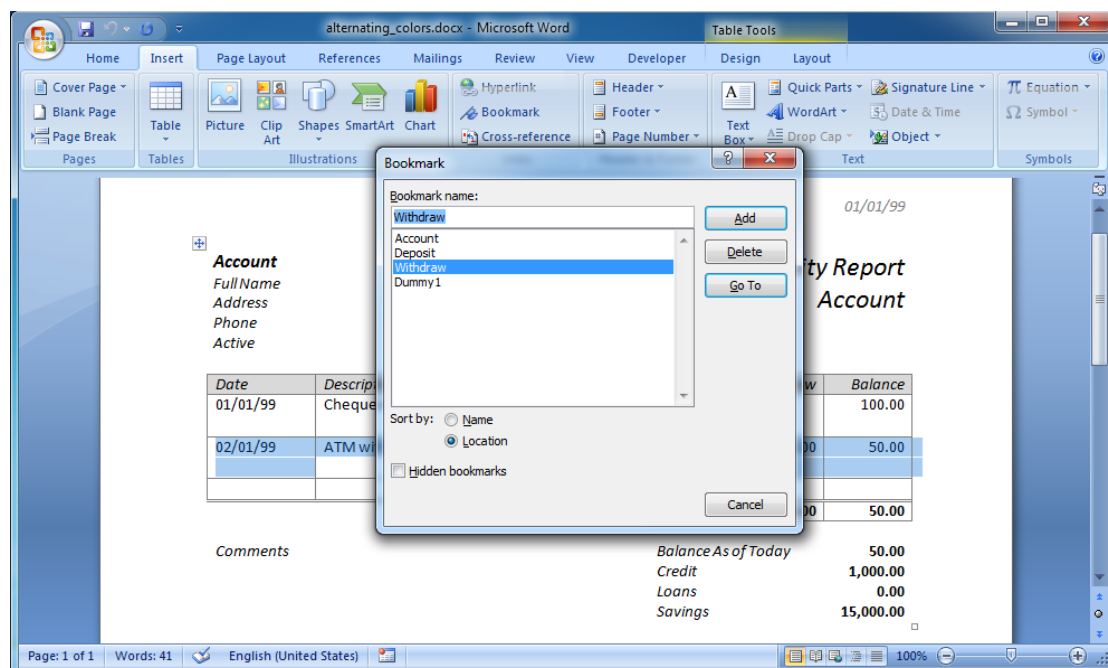 alternating_colors.docx - Microsoft Word
Table Tools
Home Insert Page Layout References Mailings Review View Developer Design Layout
Cover Page
Blank Page
Page Break
Pages
Table
Tables
Picture Clip Art Shapes SmartArt Chart
Illustrations
Hyperlink
Bookmark
Cross-reference
Header
Footer
Page Number
Text Box
Quick Parts
WordArt
Drop Cap
Signature Line
Date & Time
Object
Text
Equation
Symbol
Symbols
Bookmark
Bookmark name:
Withdraw
Add
Account
Deposit
Withdraw
Dummy1
Delete
Go To
Sort by: Name
Location
Hidden bookmarks
Cancel
01/01/99
ity Report
Account
Account
Full Name
Address
Phone
Active
Date Descrip w Balance
01/01/99 Cheque 100.00
02/01/99 ATM wi 00 50.00
00 50.00
Comments
Balance As of Today 50.00
Credit 1,000.00
Loans 0.00
Savings 15,000.00
Page: 1 of 1 Words: 41 English (United States) 100%